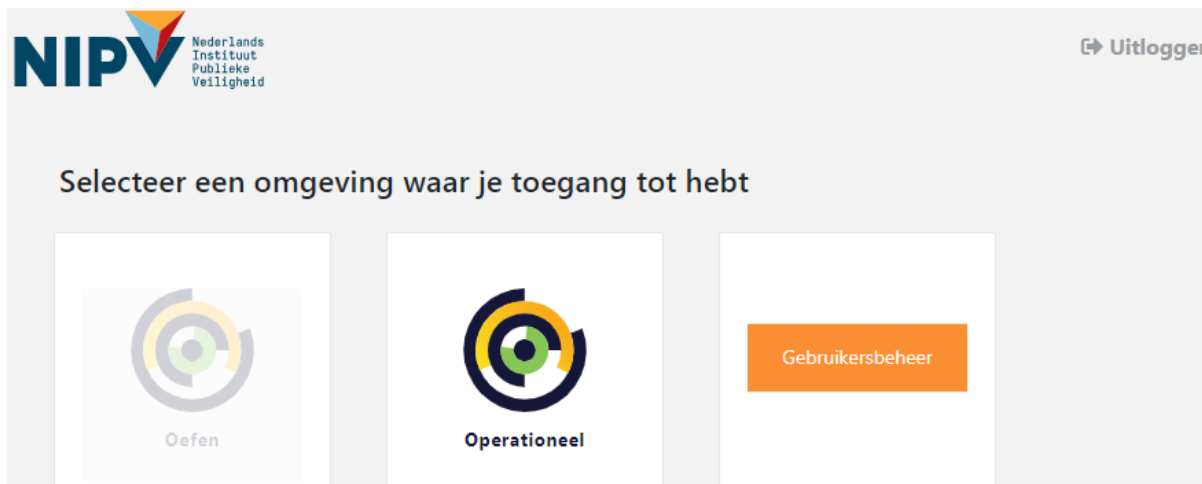 NIPV
Nederlands
Instituut
Publieke
Veiligheid
Uitloggen
Selecteer een omgeving waar je toegang tot hebt
Oefen
Operationeel
Gebruikersbeheer